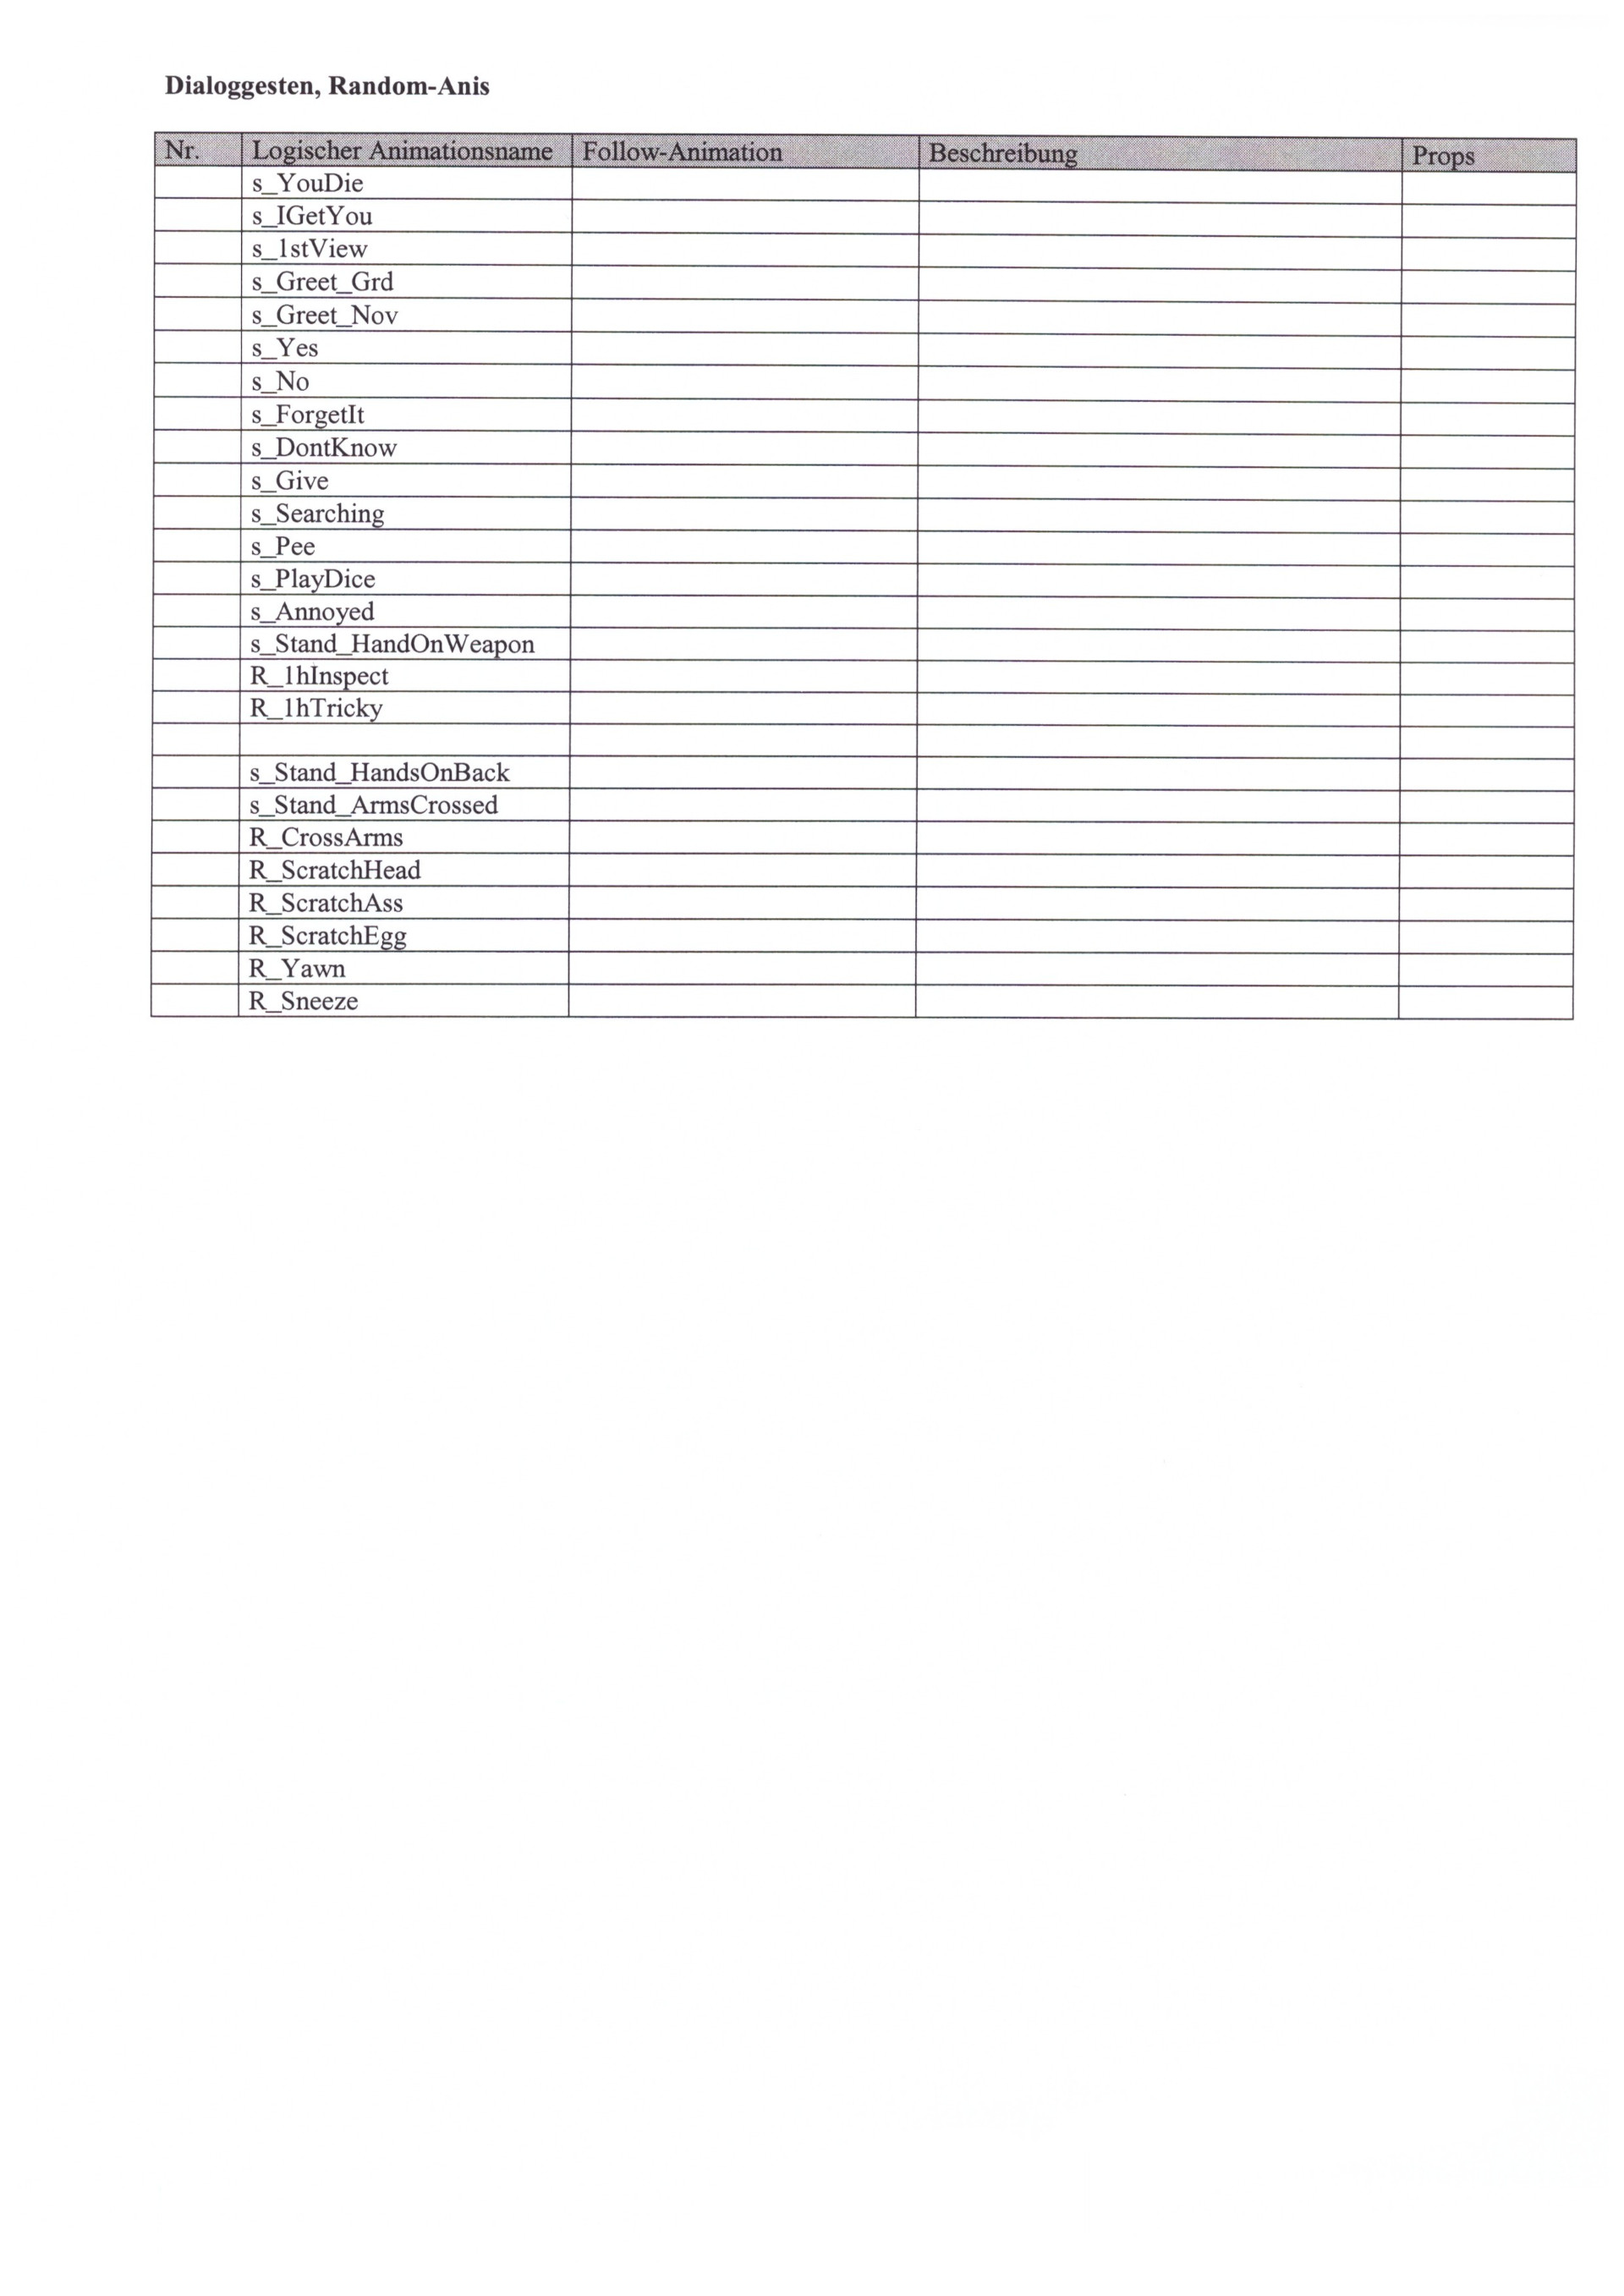 Dialoggesten, Random-Anis
Nr. Logischer Animationsname Follow-Animation Beschreibung Props
s_YouDie
s_IGetYou
s_1stView
s_Greet_Grd
s_Greet_Nov
s_Yes
s_No
s_ForgetIt
s_DontKnow
s_Give
s_Searching
s_Pee
s_PlayDice
s_Annoyed
s_Stand_HandOnWeapon
R_1hInspect
R_1hTricky
s_Stand_HandsOnBack
s_Stand_ArmsCrossed
R_CrossArms
R_ScratchHead
R_ScratchAss
R_ScratchEgg
R_Yawn
R_Sneeze